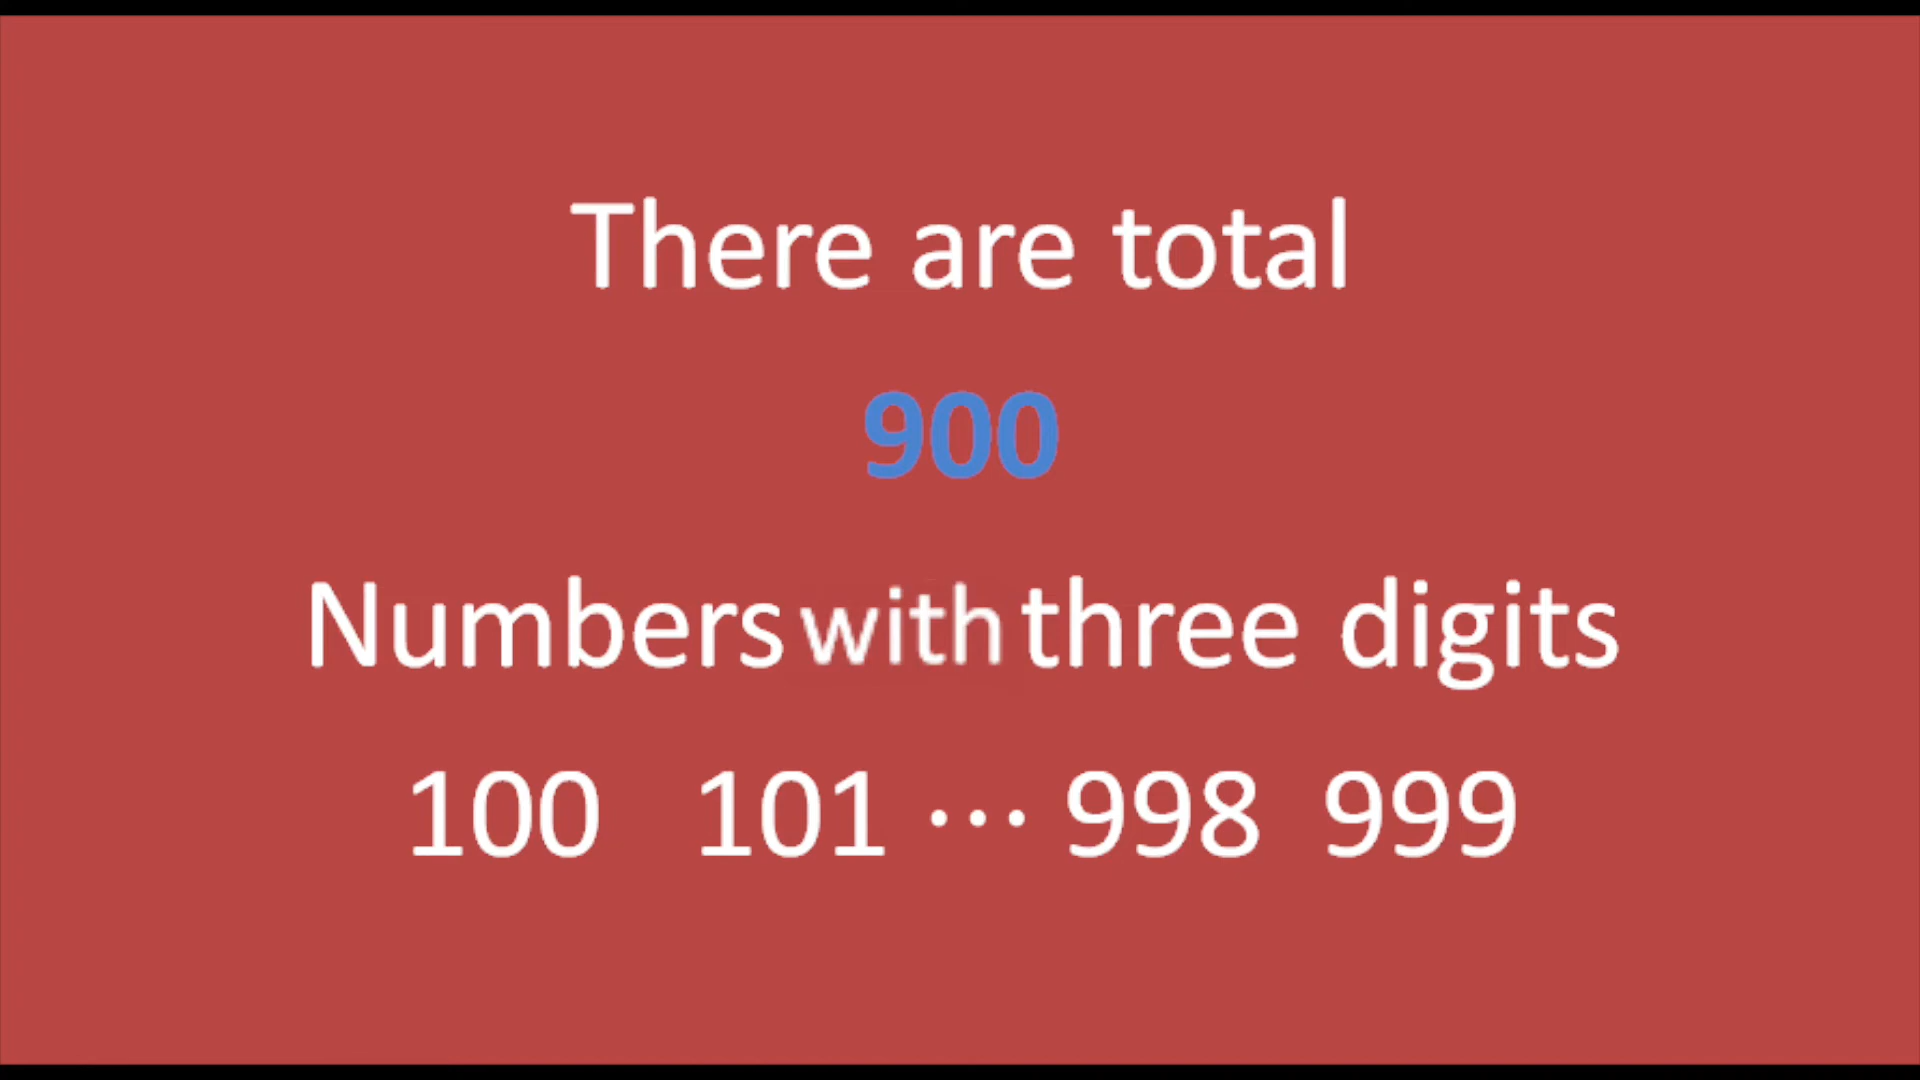 There are total
900
Numbers with three digits
100 101 ... 998 999